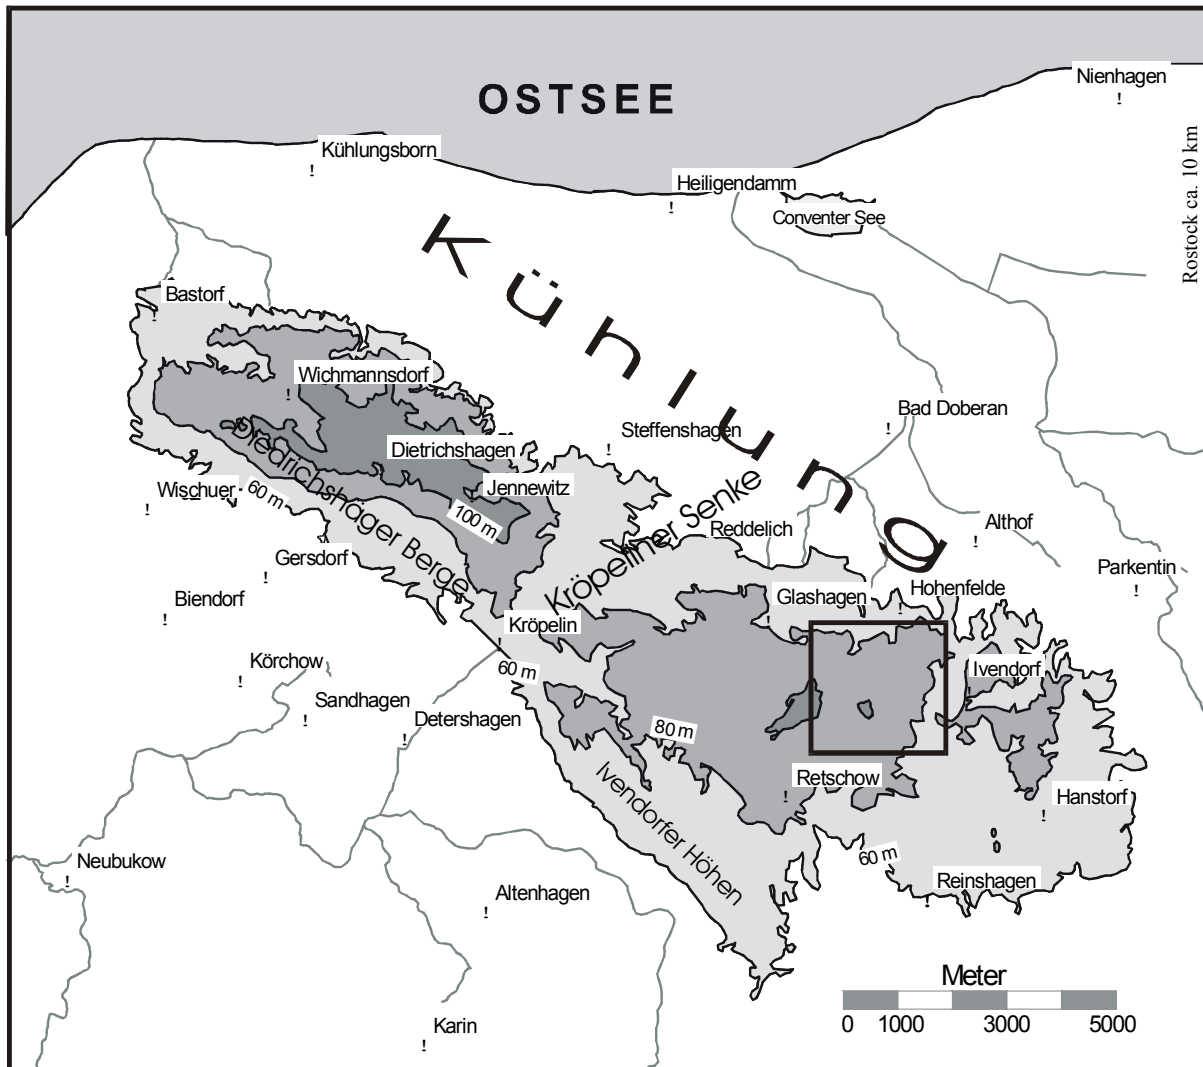 OSTSEE
Nienhagen
!
Kühlungsborn
!
Rostock ca. 10 km
Heiligendamm
!
Conventer See
Kühlung
Bastorf
!
Wichmannsdorf
!
Bad Doberan
!
Steffenshagen
!
Diedrichshäger Berge
Dietrichshagen
Jennewitz
Wischuer
!
60 m
100 m
Kröpeliner Senke
Reddelich
!
Althof
!
Gersdorf
!
Parkentin
!
Biendorf
!
Glashagen
!
Hohenfelde
!
Kröpelin
!
Körchow
!
60 m
Ivendorf
Sandhagen
!
Detershagen
!
80 m
Retschow
!
Hanstorf
!
Ivendorfer Höhen
Neubukow
!
60 m
Reinshagen
!
Altenhagen
!
Meter
0 1000 3000 5000
Karin
!